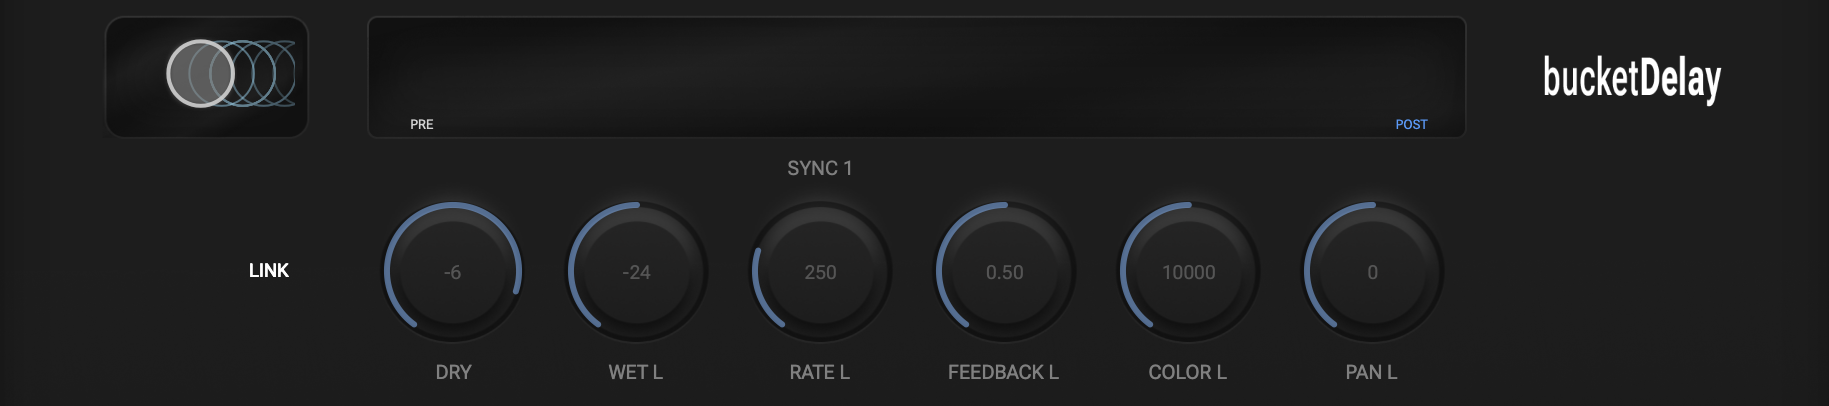 bucketDelay
PRE
POST
SYNC 1
LINK
-6
-24
250
0.50
10000
0
DRY
WET L
RATE L
FEEDBACK L
COLOR L
PAN L